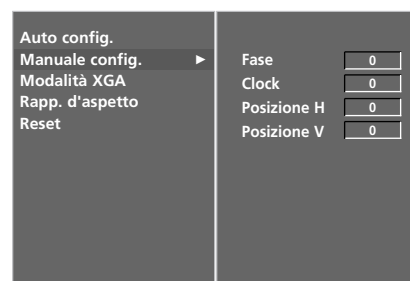 Auto config.
Manuale config. ►
Modalità XGA
Rapp. d'aspetto
Reset
Fase 0
Clock 0
Posizione H 0
Posizione V 0